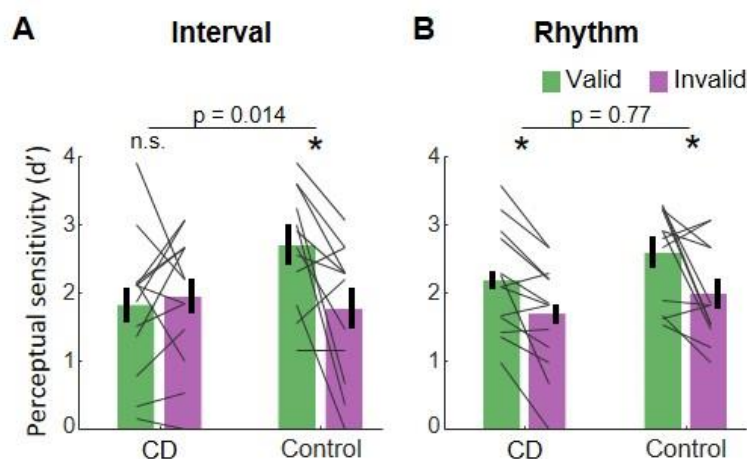 A Interval
B Rhythm
Valid Invalid
p = 0.014
n.s. *
p = 0.77
* *
Perceptual sensitivity (d')
4
3
2
1
0
CD Control
4
3
2
1
0
CD Control